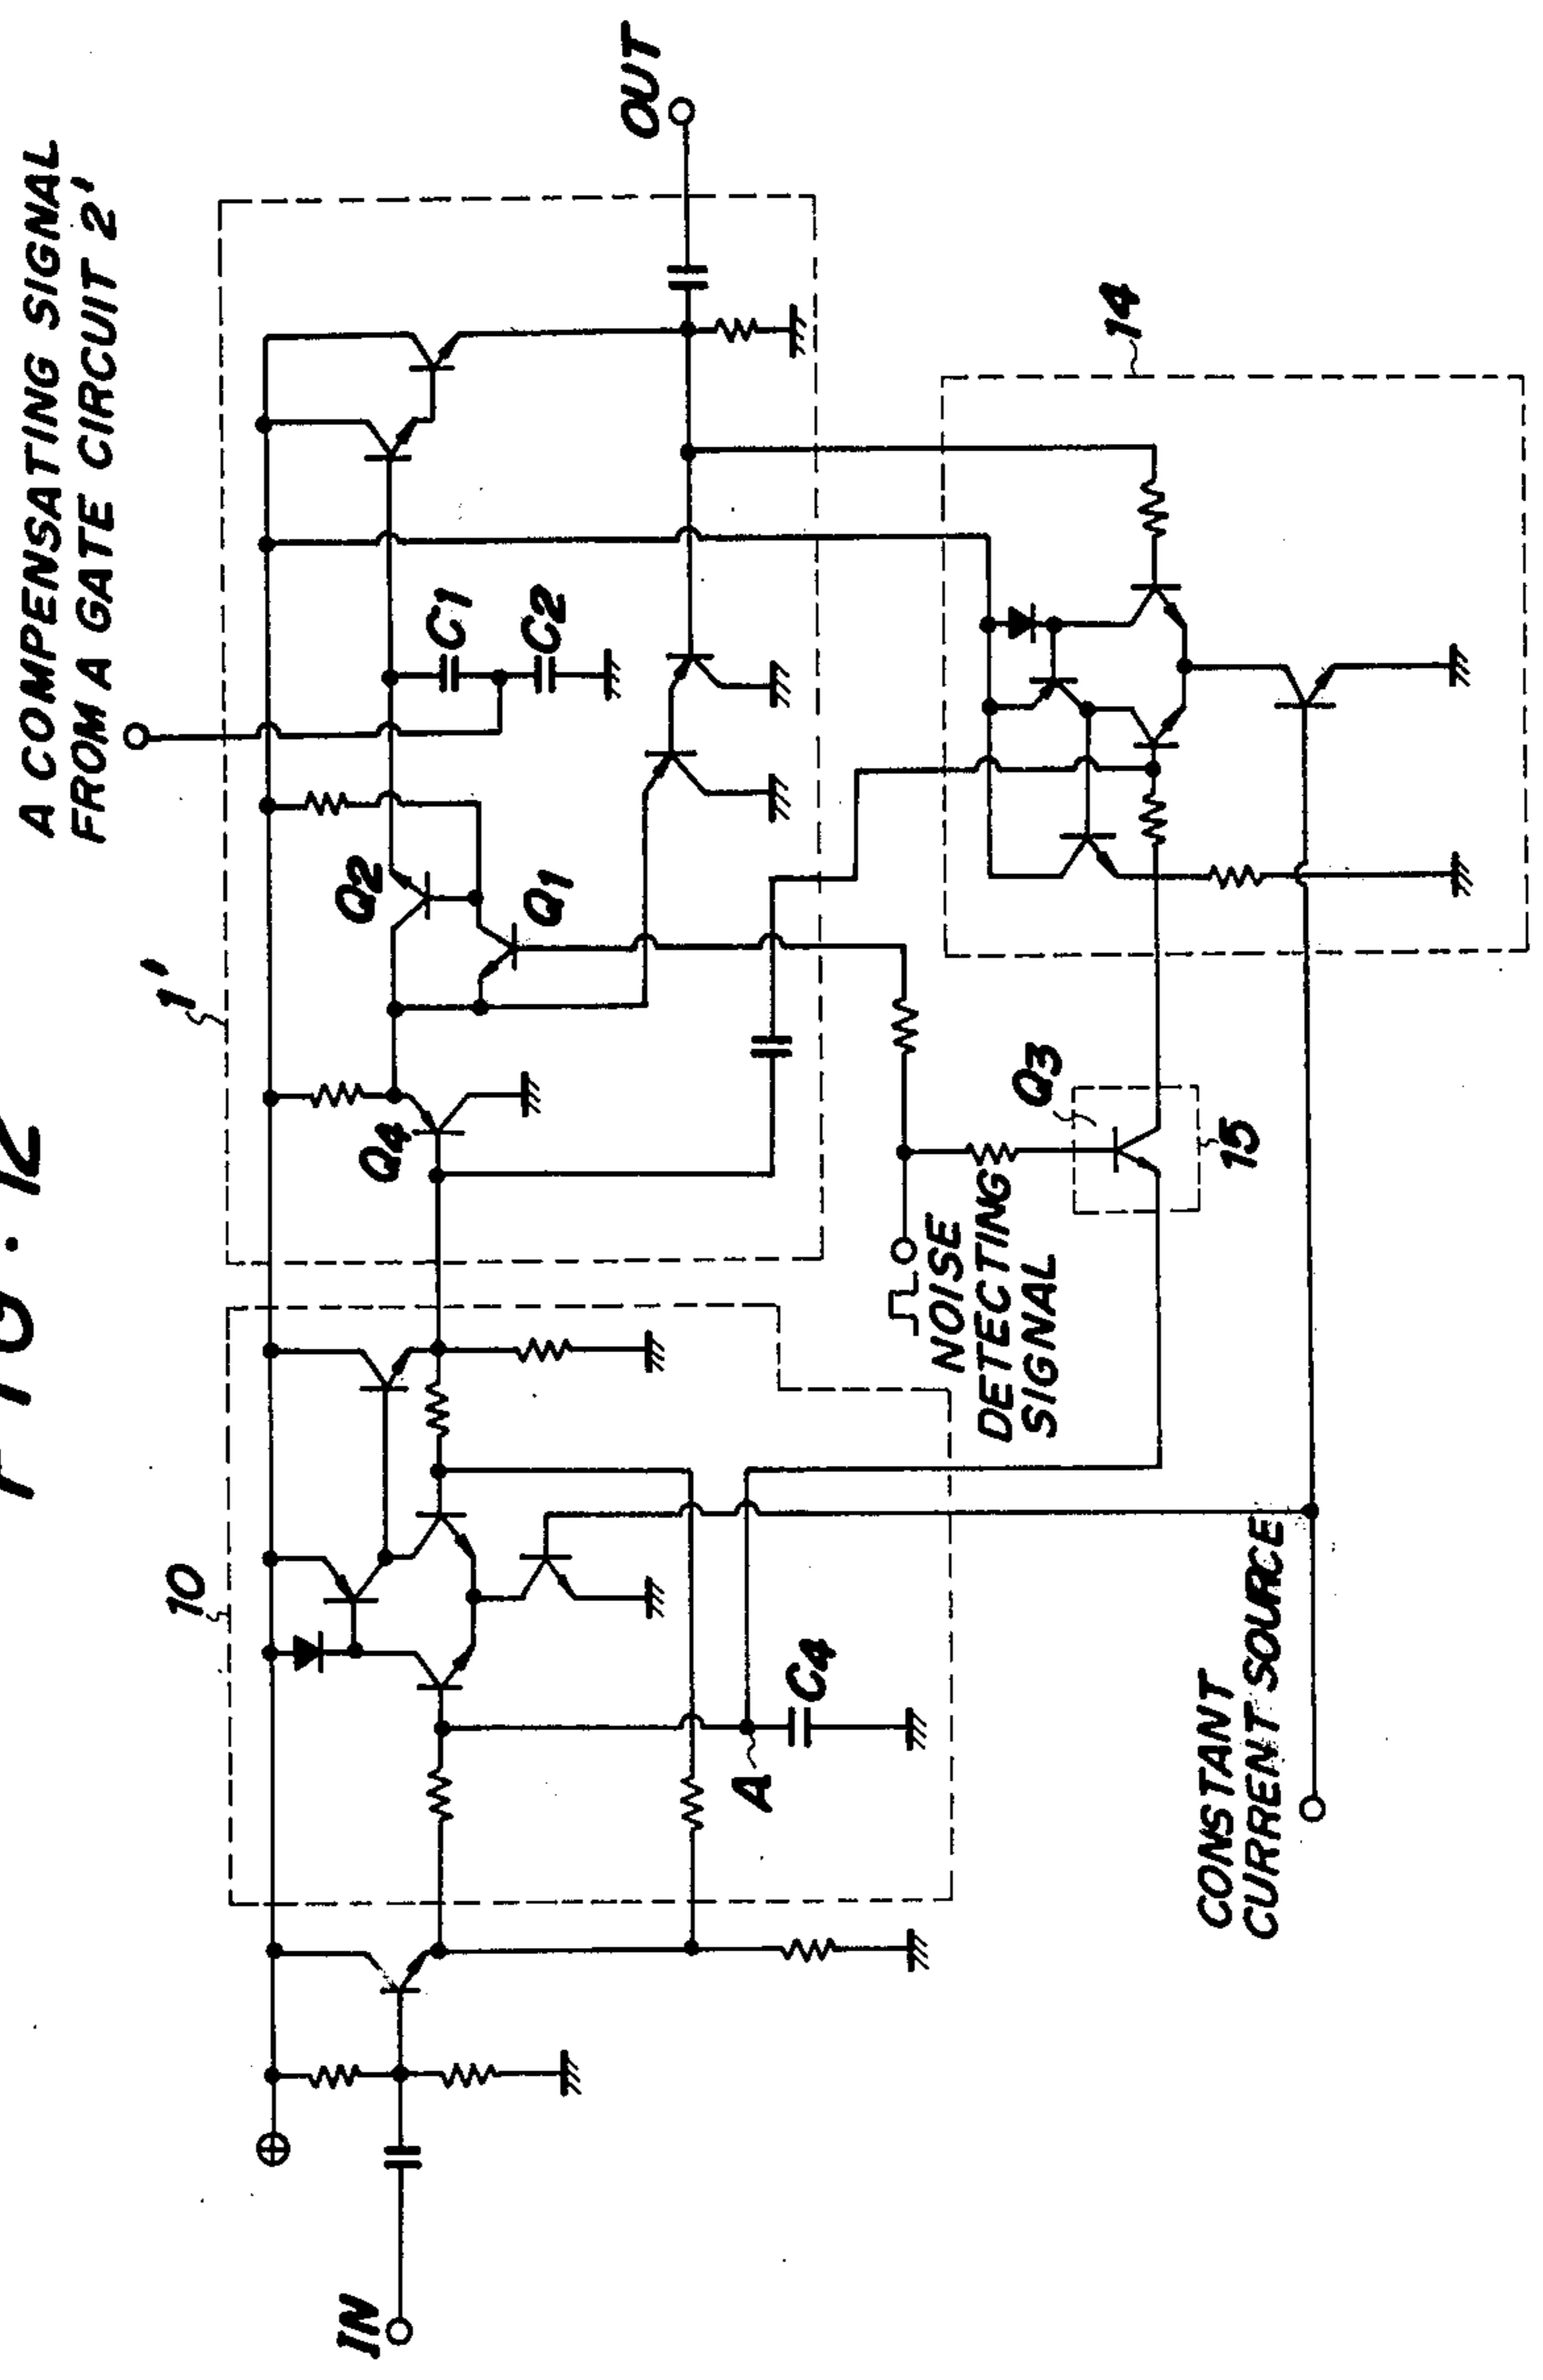 FIG. 12
A COMPENSATING SIGNAL
FROM A GATE CIRCUIT 2'
1'
10
IN
OUT
Q4
Q2
Q1
C1
C2
A
C4
NOISE
DETECTING
SIGNAL
Q3
15
14
CONSTANT
CURRENT SOURCE